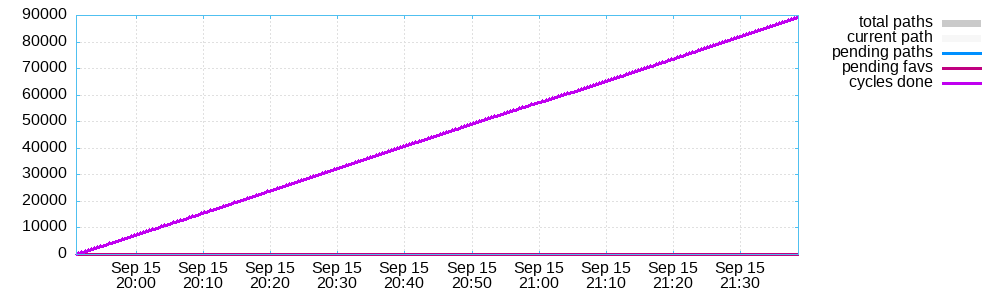 90000
80000
70000
60000
50000
40000
30000
20000
10000
0
Sep 15 Sep 15 Sep 15 Sep 15 Sep 15 Sep 15 Sep 15 Sep 15 Sep 15 Sep 15
20:00 20:10 20:20 20:30 20:40 20:50 21:00 21:10 21:20 21:30
total paths
current path
pending paths
pending favs
cycles done